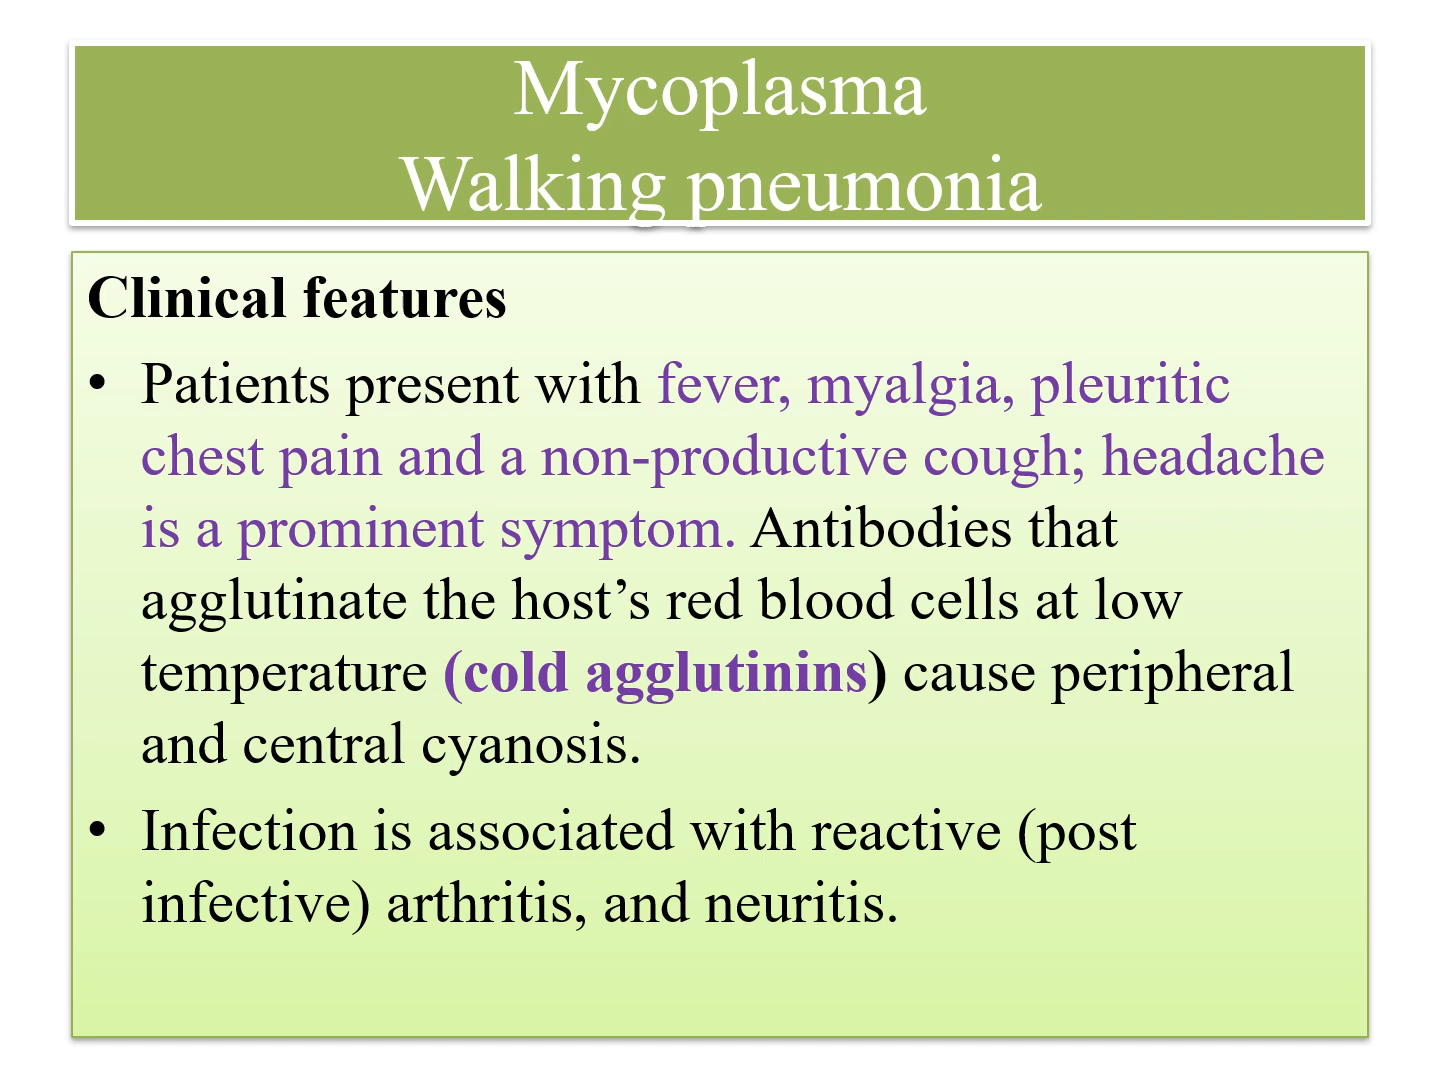 Mycoplasma
Walking pneumonia
Clinical features
• Patients present with fever, myalgia, pleuritic
chest pain and a non-productive cough; headache
is a prominent symptom. Antibodies that
agglutinate the host’s red blood cells at low
temperature (cold agglutinins) cause peripheral
and central cyanosis.
• Infection is associated with reactive (post
infective) arthritis, and neuritis.